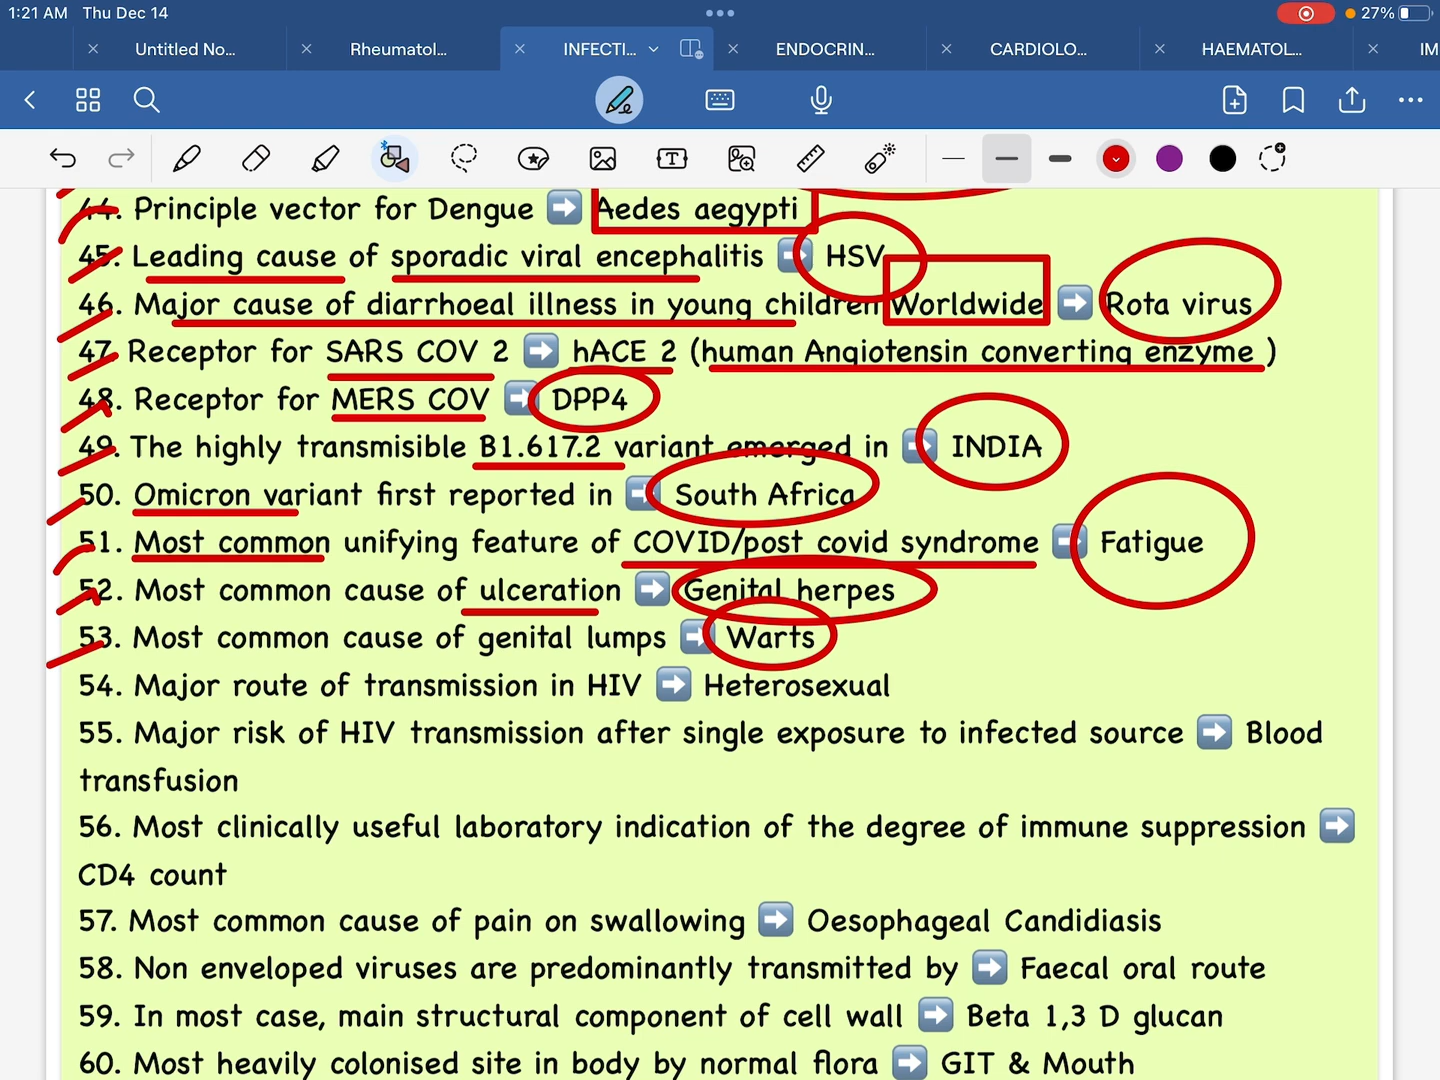 1:21 AM Thu Dec 14
27%
Untitled No... Rheumatol... INFECTI... ENDOCRIN... CARDIOLO... HAEMATOL... IM
44. Principle vector for Dengue ➡️ Aedes aegypti
45. Leading cause of sporadic viral encephalitis ➡️ HSV
46. Major cause of diarrhoeal illness in young children Worldwide ➡️ Rota virus
47. Receptor for SARS COV 2 ➡️ hACE 2 (human Angiotensin converting enzyme )
48. Receptor for MERS COV ➡️ DPP4
49. The highly transmisible B1.617.2 variant emerged in ➡️ INDIA
50. Omicron variant first reported in ➡️ South Africa
51. Most common unifying feature of COVID/post covid syndrome ➡️ Fatigue
52. Most common cause of ulceration ➡️ Genital herpes
53. Most common cause of genital lumps ➡️ Warts
54. Major route of transmission in HIV ➡️ Heterosexual
55. Major risk of HIV transmission after single exposure to infected source ➡️ Blood
transfusion
56. Most clinically useful laboratory indication of the degree of immune suppression ➡️
CD4 count
57. Most common cause of pain on swallowing ➡️ Oesophageal Candidiasis
58. Non enveloped viruses are predominantly transmitted by ➡️ Faecal oral route
59. In most case, main structural component of cell wall ➡️ Beta 1,3 D glucan
60. Most heavily colonised site in body by normal flora ➡️ GIT & Mouth